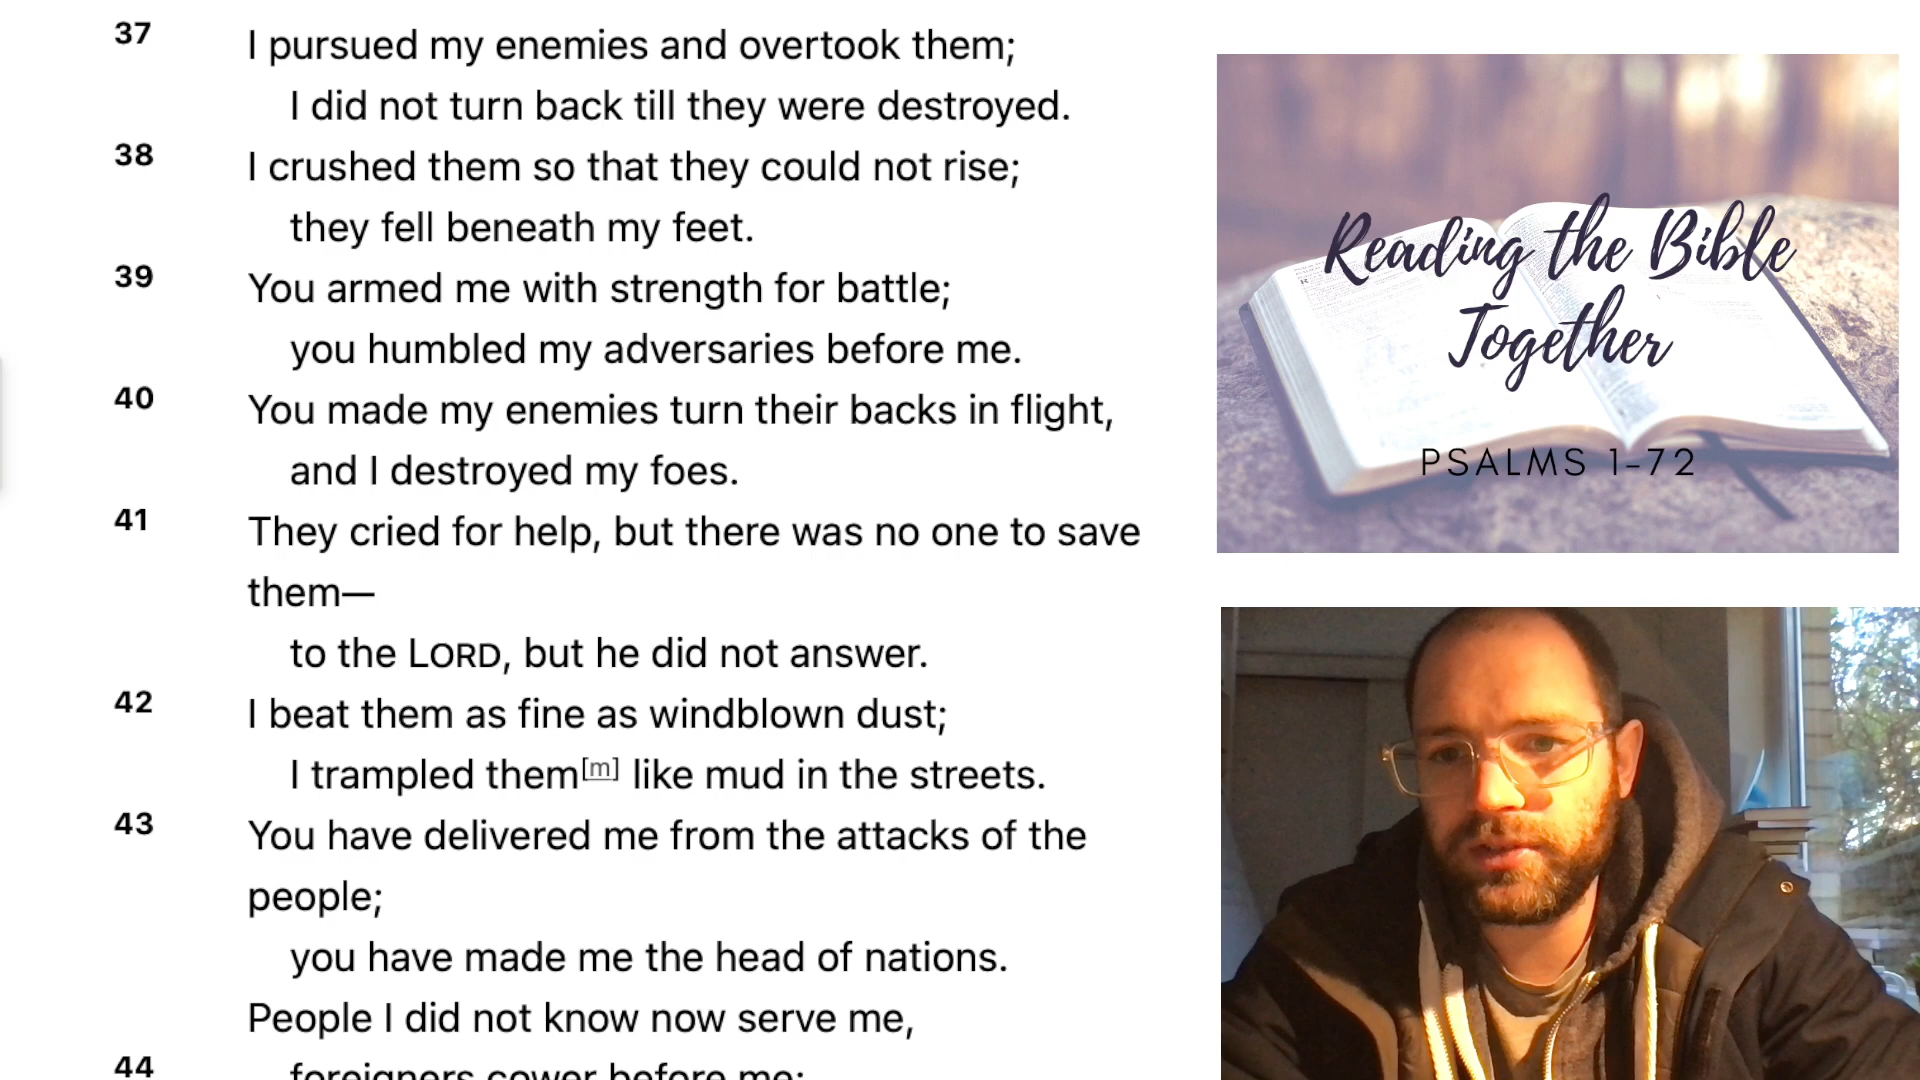 37 I pursued my enemies and overtook them;
I did not turn back till they were destroyed.
38 I crushed them so that they could not rise;
they fell beneath my feet.
39 You armed me with strength for battle;
you humbled my adversaries before me.
40 You made my enemies turn their backs in flight,
and I destroyed my foes.
41 They cried for help, but there was no one to save
them—
to the LORD, but he did not answer.
42 I beat them as fine as windblown dust;
I trampled them[m] like mud in the streets.
43 You have delivered me from the attacks of the
people;
you have made me the head of nations.
People I did not know now serve me,
44 foreigners cower before me;
Reading the Bible
Together
PSALMS 1-72